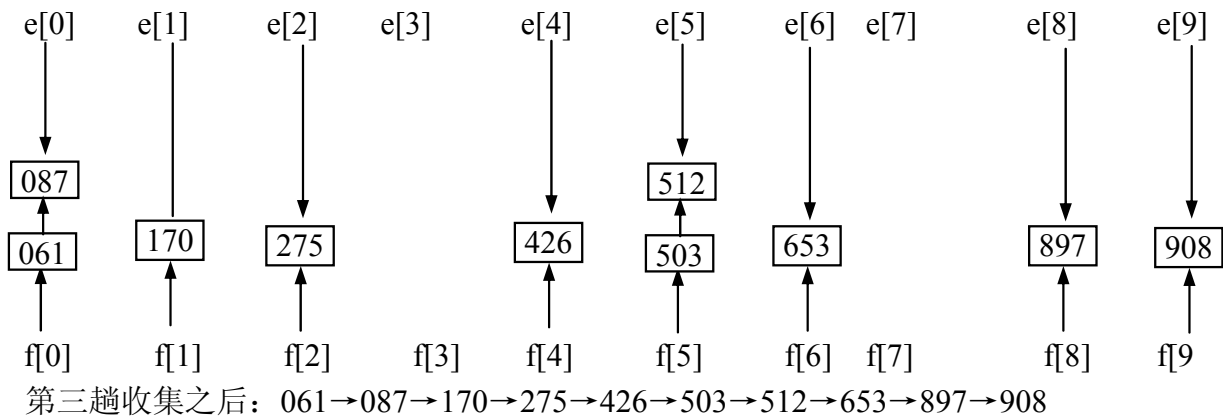 e[0] e[1] e[2] e[3] e[4] e[5] e[6] e[7] e[8] e[9]
087 512
061 170 275 426 503 653 897 908
f[0] f[1] f[2] f[3] f[4] f[5] f[6] f[7] f[8] f[9
第三趟收集之后：061→087→170→275→426→503→512→653→897→908